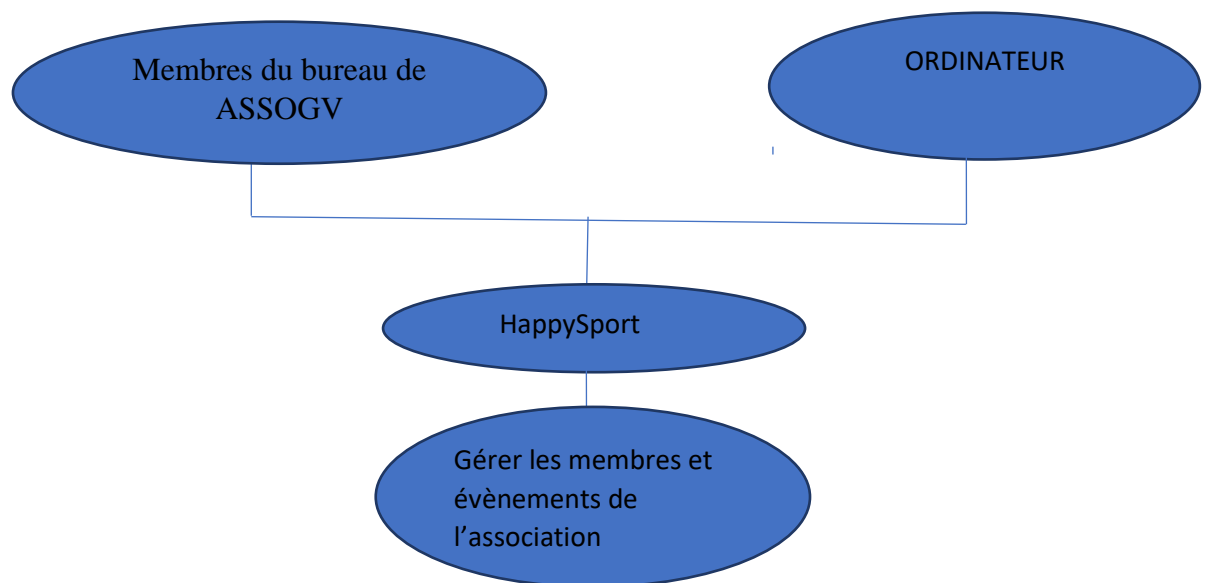 Membres du bureau de
ASSOGV
ORDINATEUR
HappySport
Gérer les membres et
évènements de
l’association